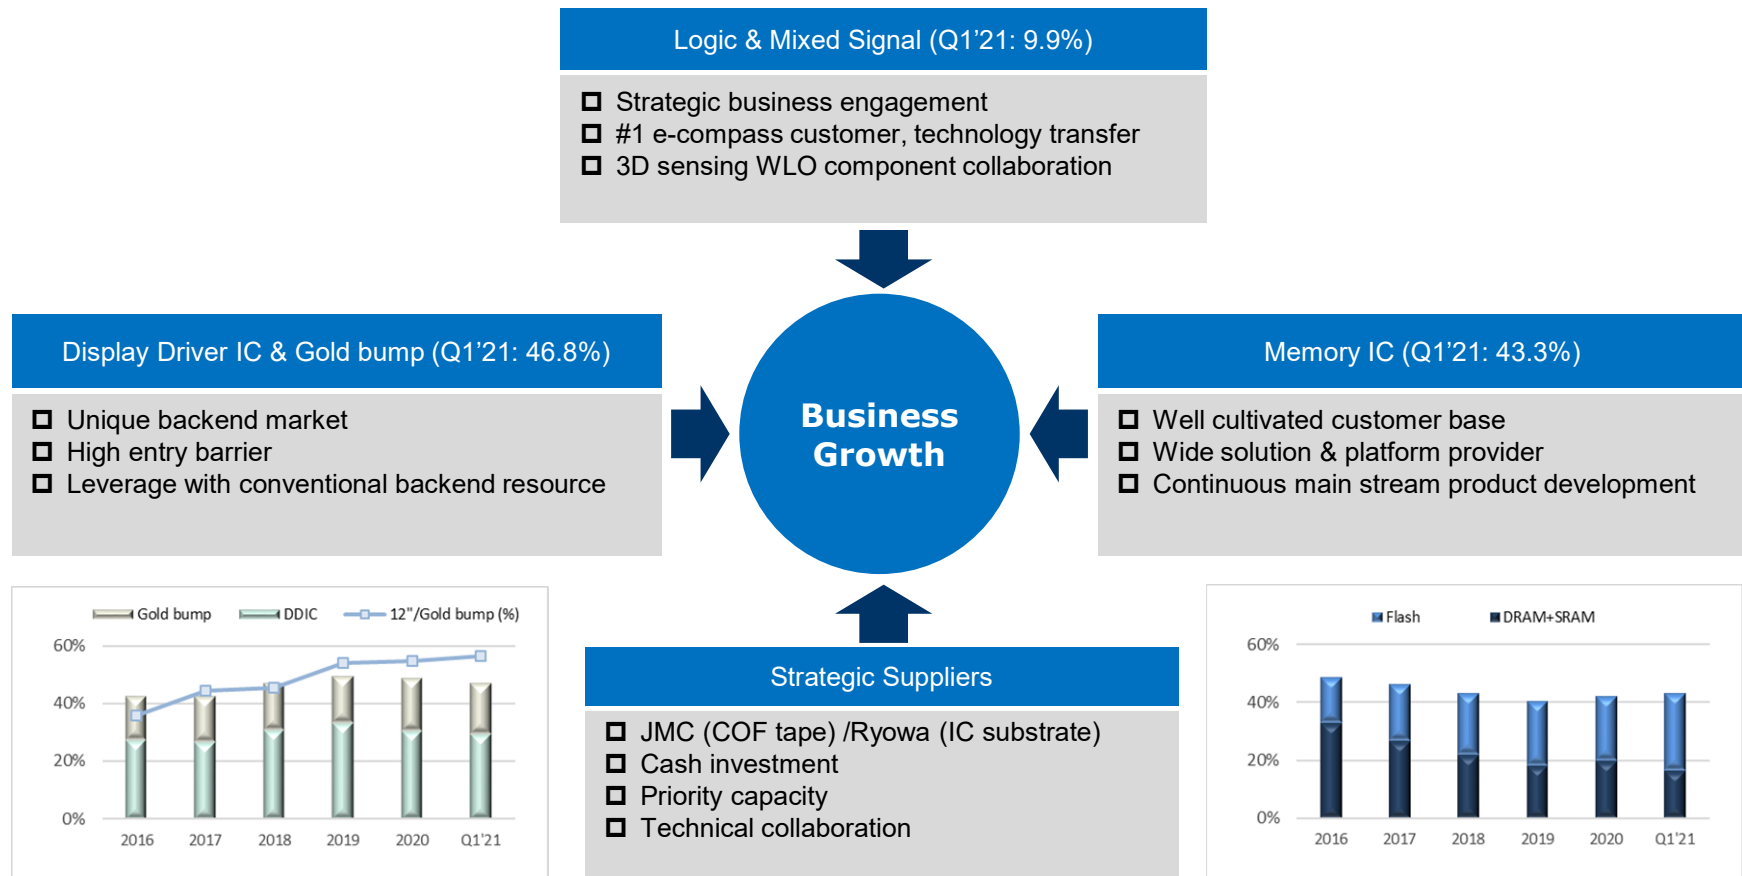 Logic & Mixed Signal (Q1’21: 9.9%)
Strategic business engagement
#1 e-compass customer, technology transfer
3D sensing WLO component collaboration
Display Driver IC & Gold bump (Q1’21: 46.8%)
Unique backend market
High entry barrier
Leverage with conventional backend resource
Business
Growth
Memory IC (Q1’21: 43.3%)
Well cultivated customer base
Wide solution & platform provider
Continuous main stream product development
Gold bump DDIC 12"/Gold bump (%)
60%
40%
20%
0%
2016 2017 2018 2019 2020 Q1'21
Strategic Suppliers
JMC (COF tape) /Ryowa (IC substrate)
Cash investment
Priority capacity
Technical collaboration
Flash DRAM+SRAM
60%
40%
20%
0%
2016 2017 2018 2019 2020 Q1'21